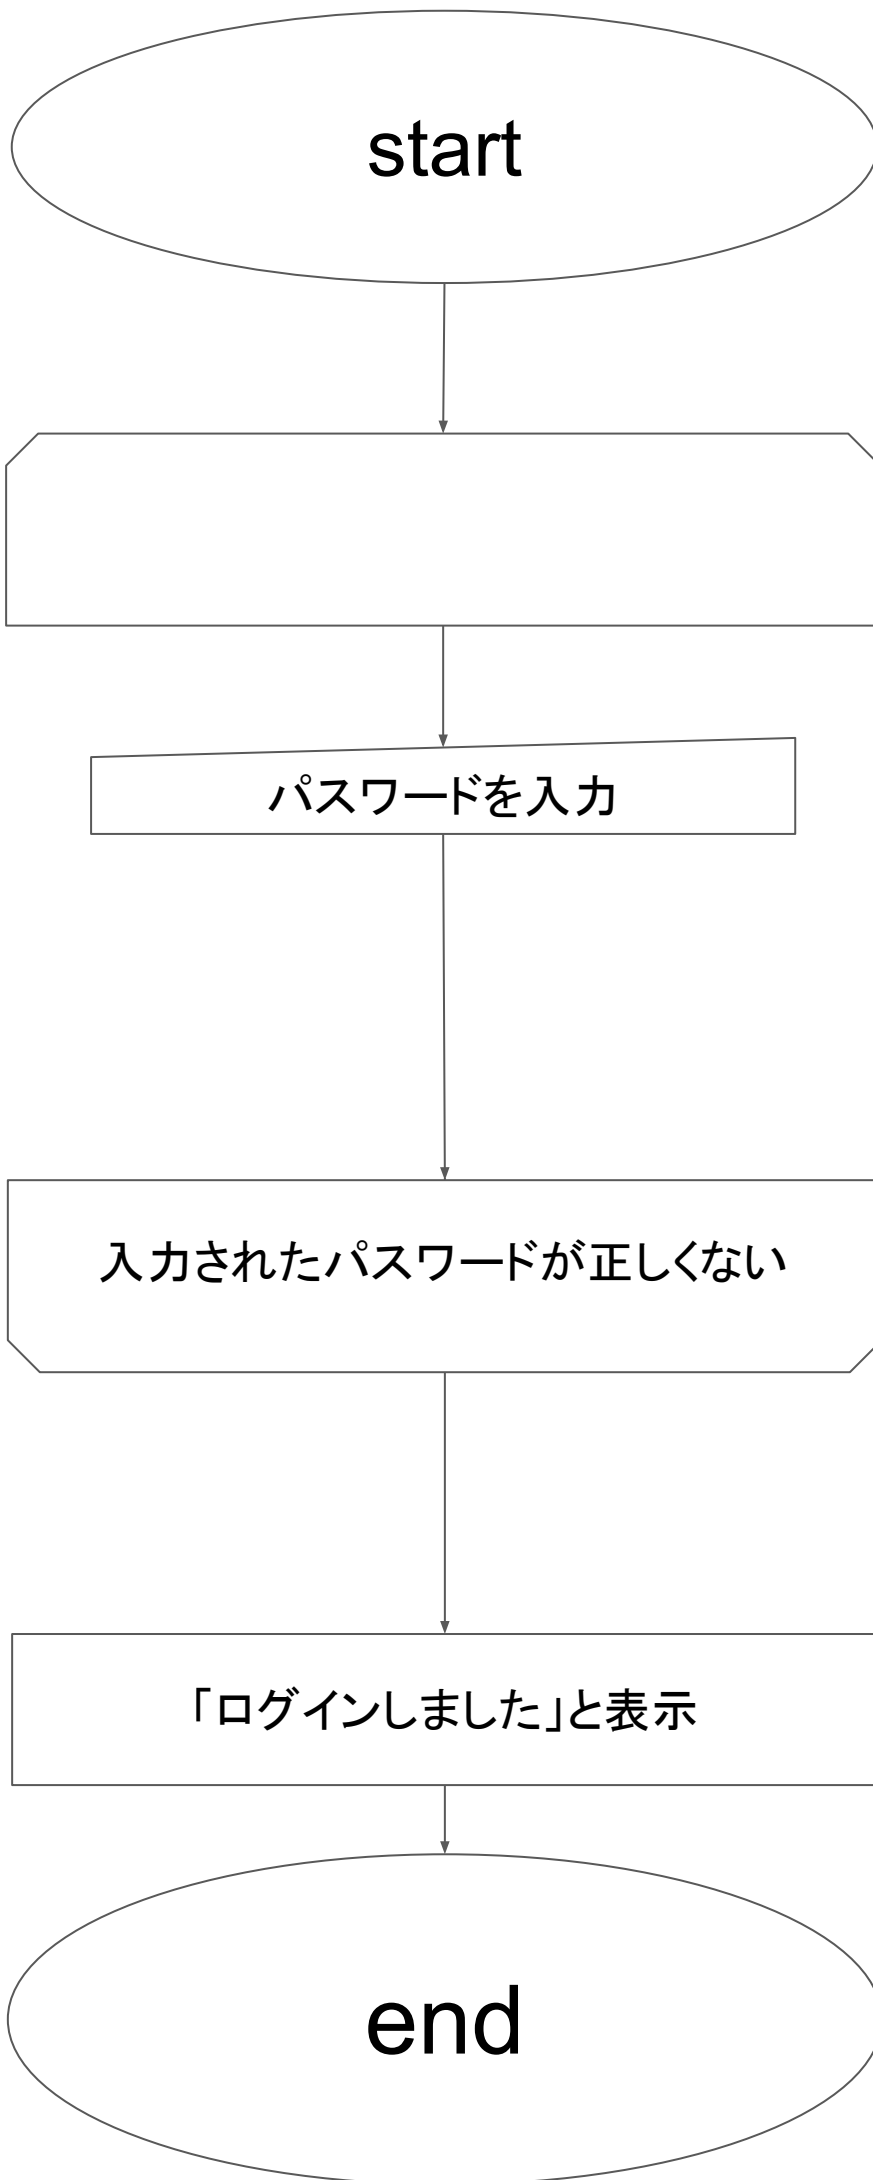 start
パスワードを入力
入力されたパスワードが正しくない
「ログインしました」と表示
end